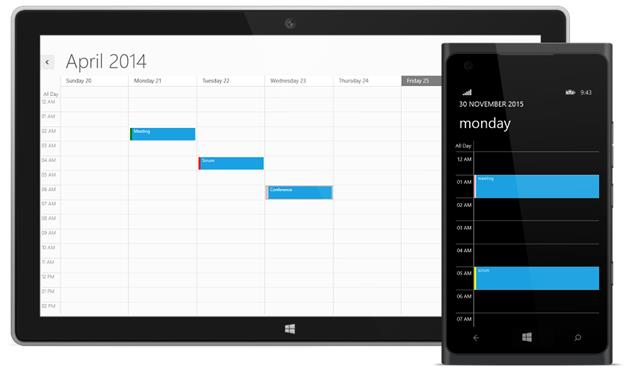 April 2014
Sunday 20 Monday 21 Tuesday 22 Wednesday 23 Thursday 24 Friday 25
All Day
12 AM
01 AM
02 AM Meeting
03 AM
04 AM Scrum
05 AM
06 AM Conference
07 AM
08 AM
09 AM
10 AM
11 AM
12 PM
01 PM
02 PM
9:43
30 NOVEMBER 2015
monday
All Day
12 AM
01 AM meeting
02 AM
03 AM
04 AM
05 AM scrum
06 AM
07 AM